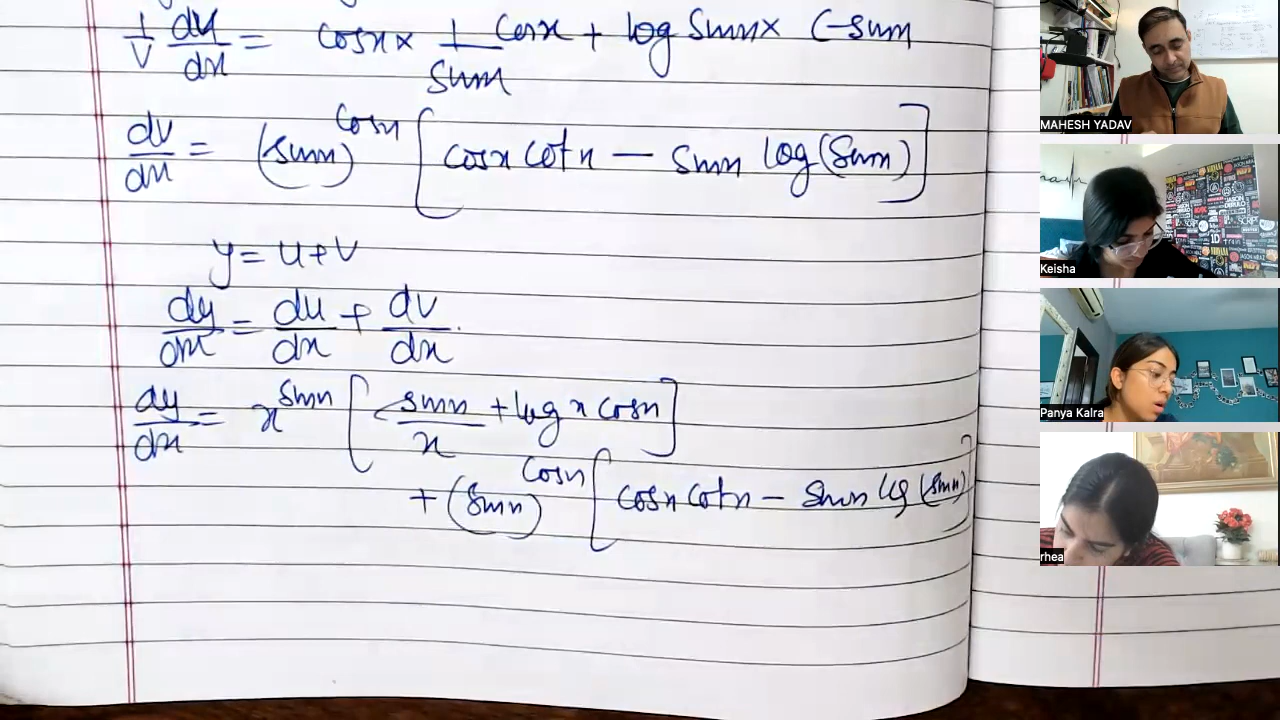 1/V du/dx = cosx × 1/sinx cosx + log sinx × (-sinx
dv/dx = (sinx)^cosx [cosx cotx − sinx log(sinx)]
y = u+v
dy/dx = du/dx + dv/dx
dy/dx = x^sinx [sinx/x + log x cosx]
+ (sinx)^cosx [cosx cotx − sinx log(sinx)]
MAHESH YADAV
Keisha
Panya Kalra
rhea